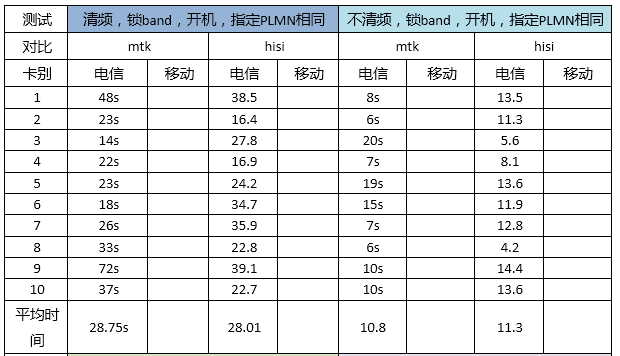 测试 清频，锁band，开机，指定PLMN相同 不清频，锁band，开机，指定PLMN相同
对比 mtk hisi mtk hisi
卡别 电信 移动 电信 移动 电信 移动 电信 移动
1 48s 38.5 8s 13.5
2 23s 16.4 6s 11.3
3 14s 27.8 20s 5.6
4 22s 16.9 7s 8.1
5 23s 24.2 19s 13.6
6 18s 34.7 15s 11.9
7 26s 35.9 7s 12.8
8 33s 22.8 6s 4.2
9 72s 39.1 10s 14.4
10 37s 22.7 10s 13.6
平均时间 28.75s 28.01 10.8 11.3